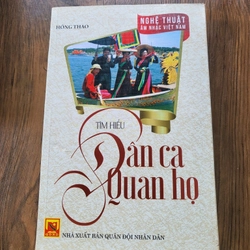 HỒNG THAO
NGHỆ THUẬT
ÂM NHẠC VIỆT NAM
TÌM HIỂU
Dân ca
Quan họ
NHÀ XUẤT BẢN QUÂN ĐỘI NHÂN DÂN